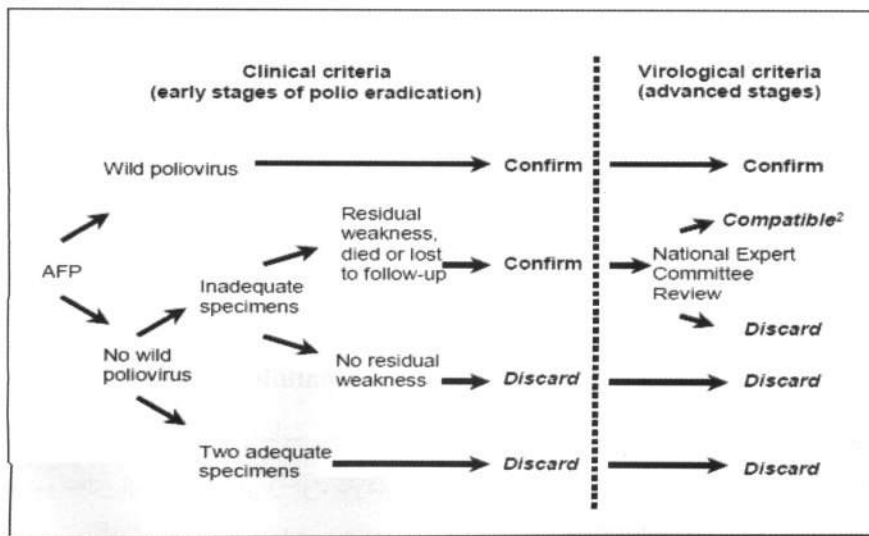 Clinical criteria
(early stages of polio eradication)
Virological criteria
(advanced stages)
Wild poliovirus
Confirm
Confirm
Residual
weakness,
died or lost
to follow-up
Compatible²
AFP
Inadequate
specimens
Confirm
National Expert
Committee
Review
Discard
No wild
poliovirus
No residual
weakness
Discard
Discard
Two adequate
specimens
Discard
Discard